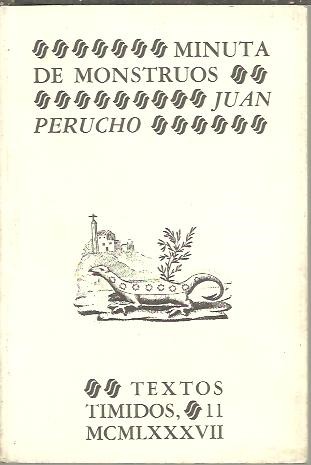 MINUTA
DE MONSTRUOS
JUAN
PERUCHO
TEXTOS
TIMIDOS, 11
MCMLXXXVII